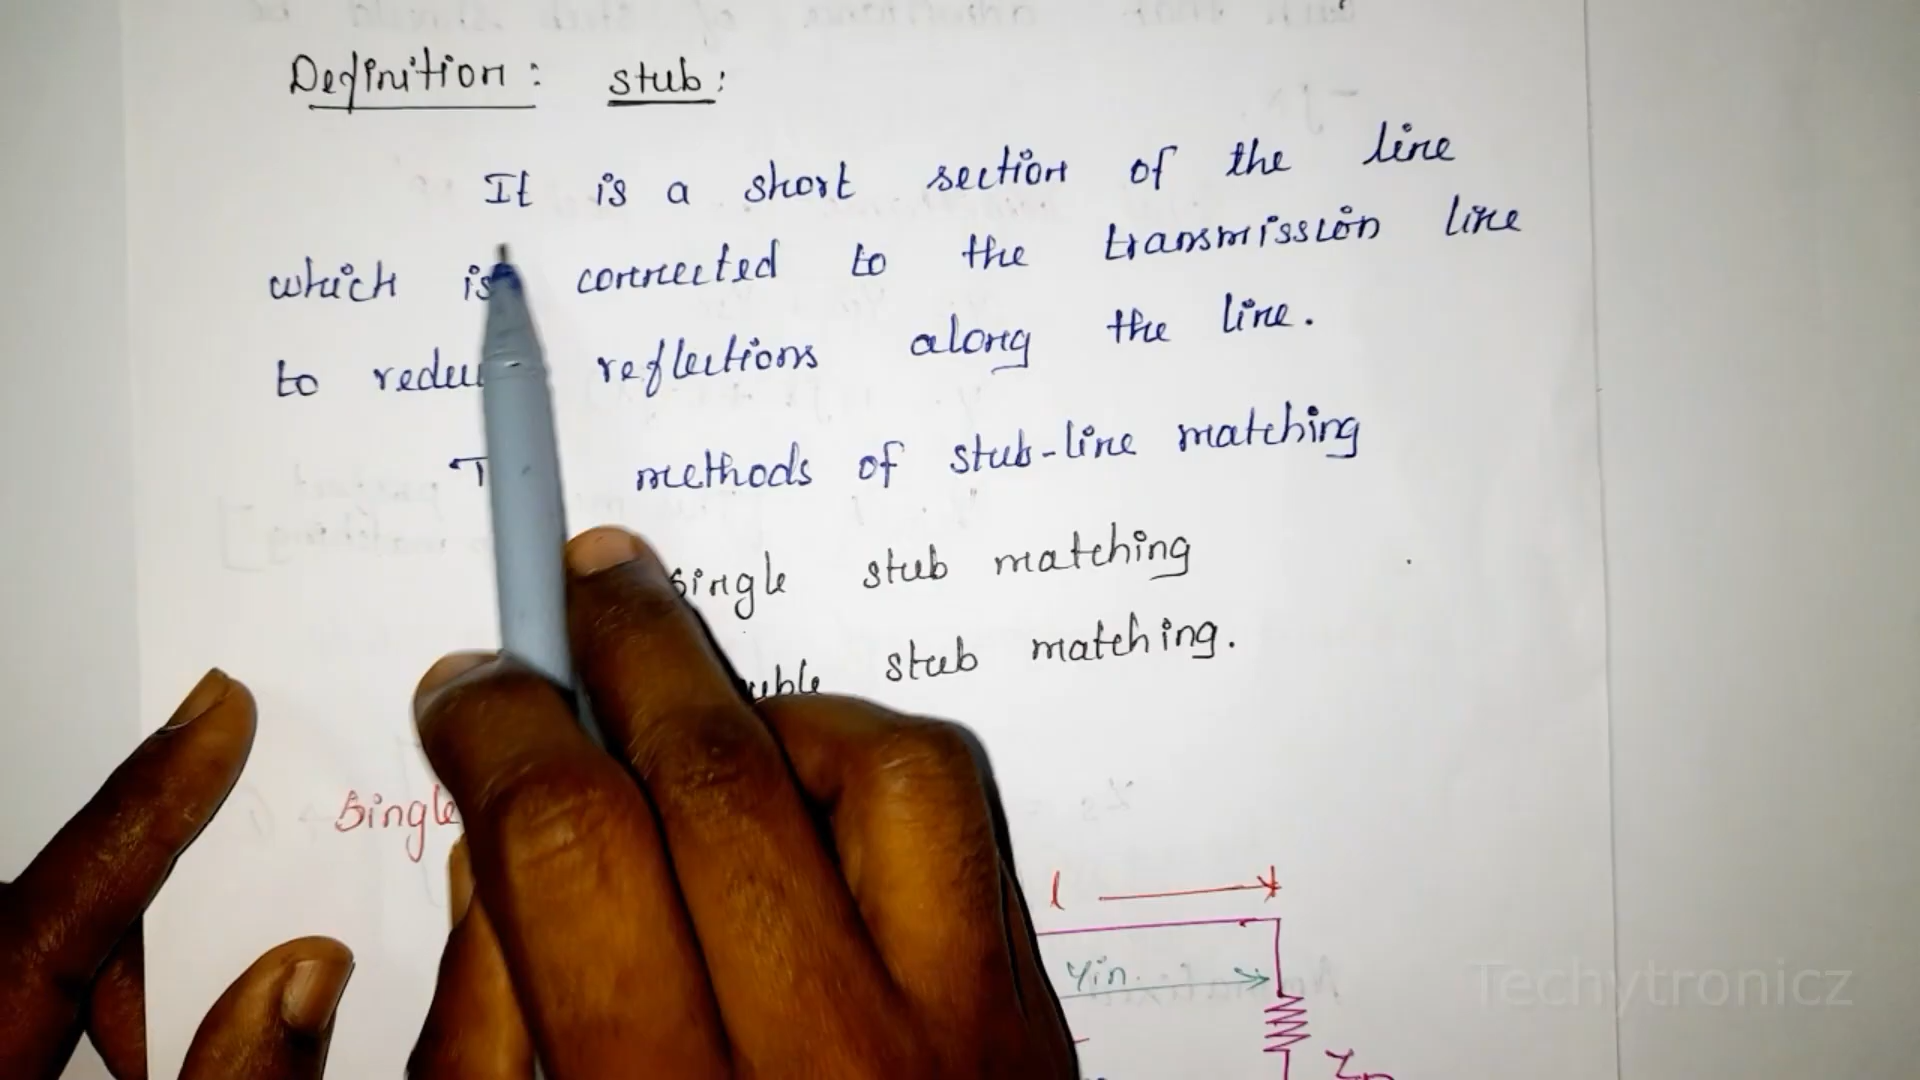 Definition: stub:
It is a short section of the line
which is connected to the transmission line
to reflections along the line.
methods of stub-line matching
single stub matching
stub matching.
Single
l
Yin
Techytronicz